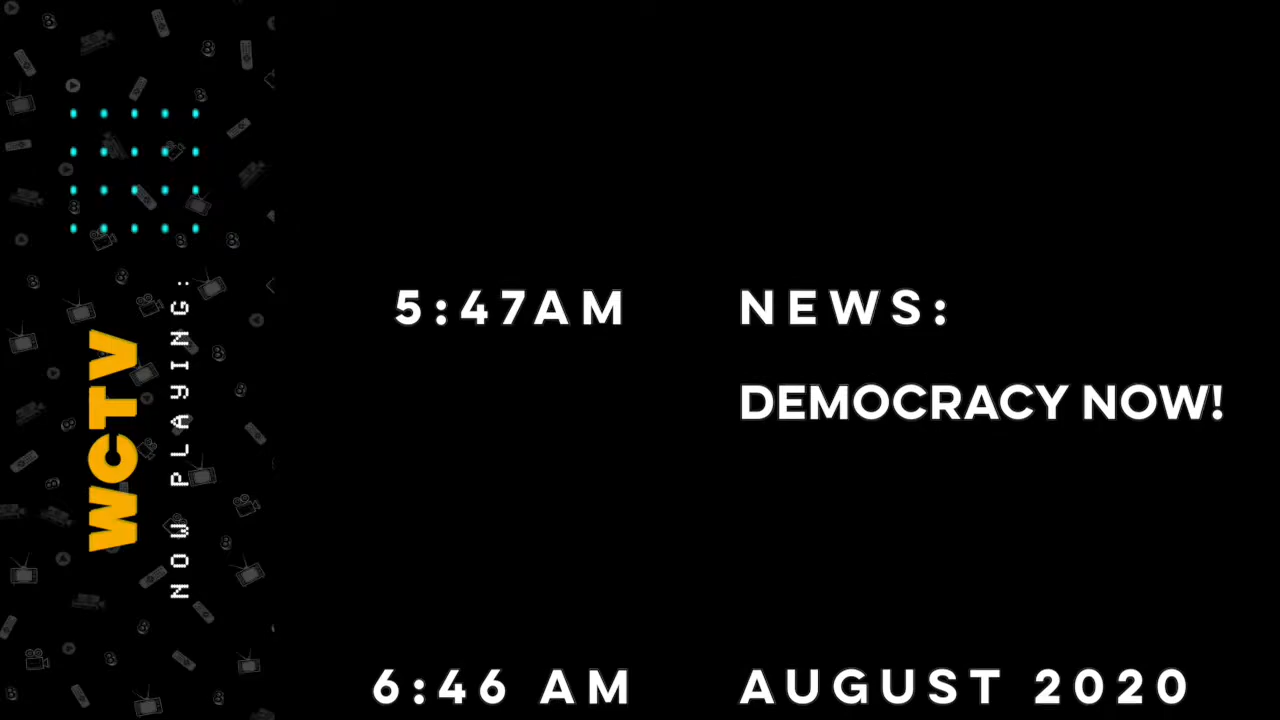 WCTV
NOW PLAYING:
5:47AM NEWS:
DEMOCRACY NOW!
6:46 AM AUGUST 2020